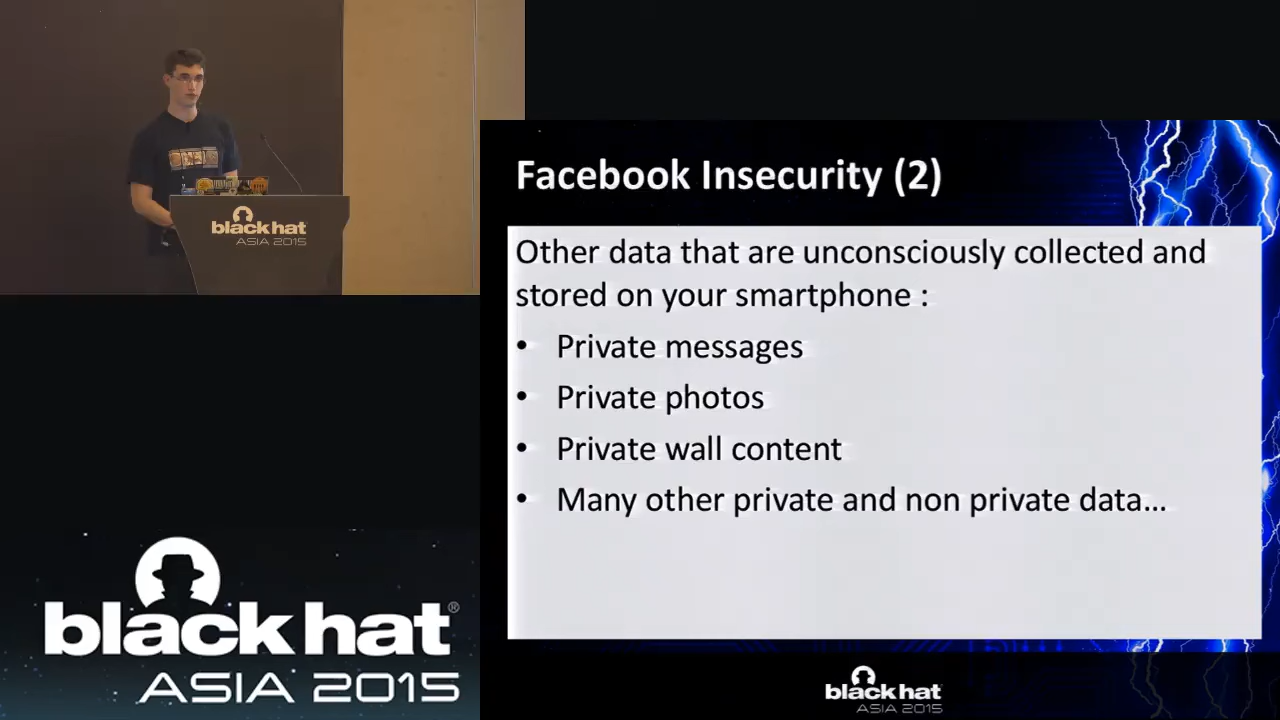 black hat
ASIA 2015
Facebook Insecurity (2)
Other data that are unconsciously collected and
stored on your smartphone :
• Private messages
• Private photos
• Private wall content
• Many other private and non private data…
black hat®
ASIA 2015
black hat
ASIA 2015